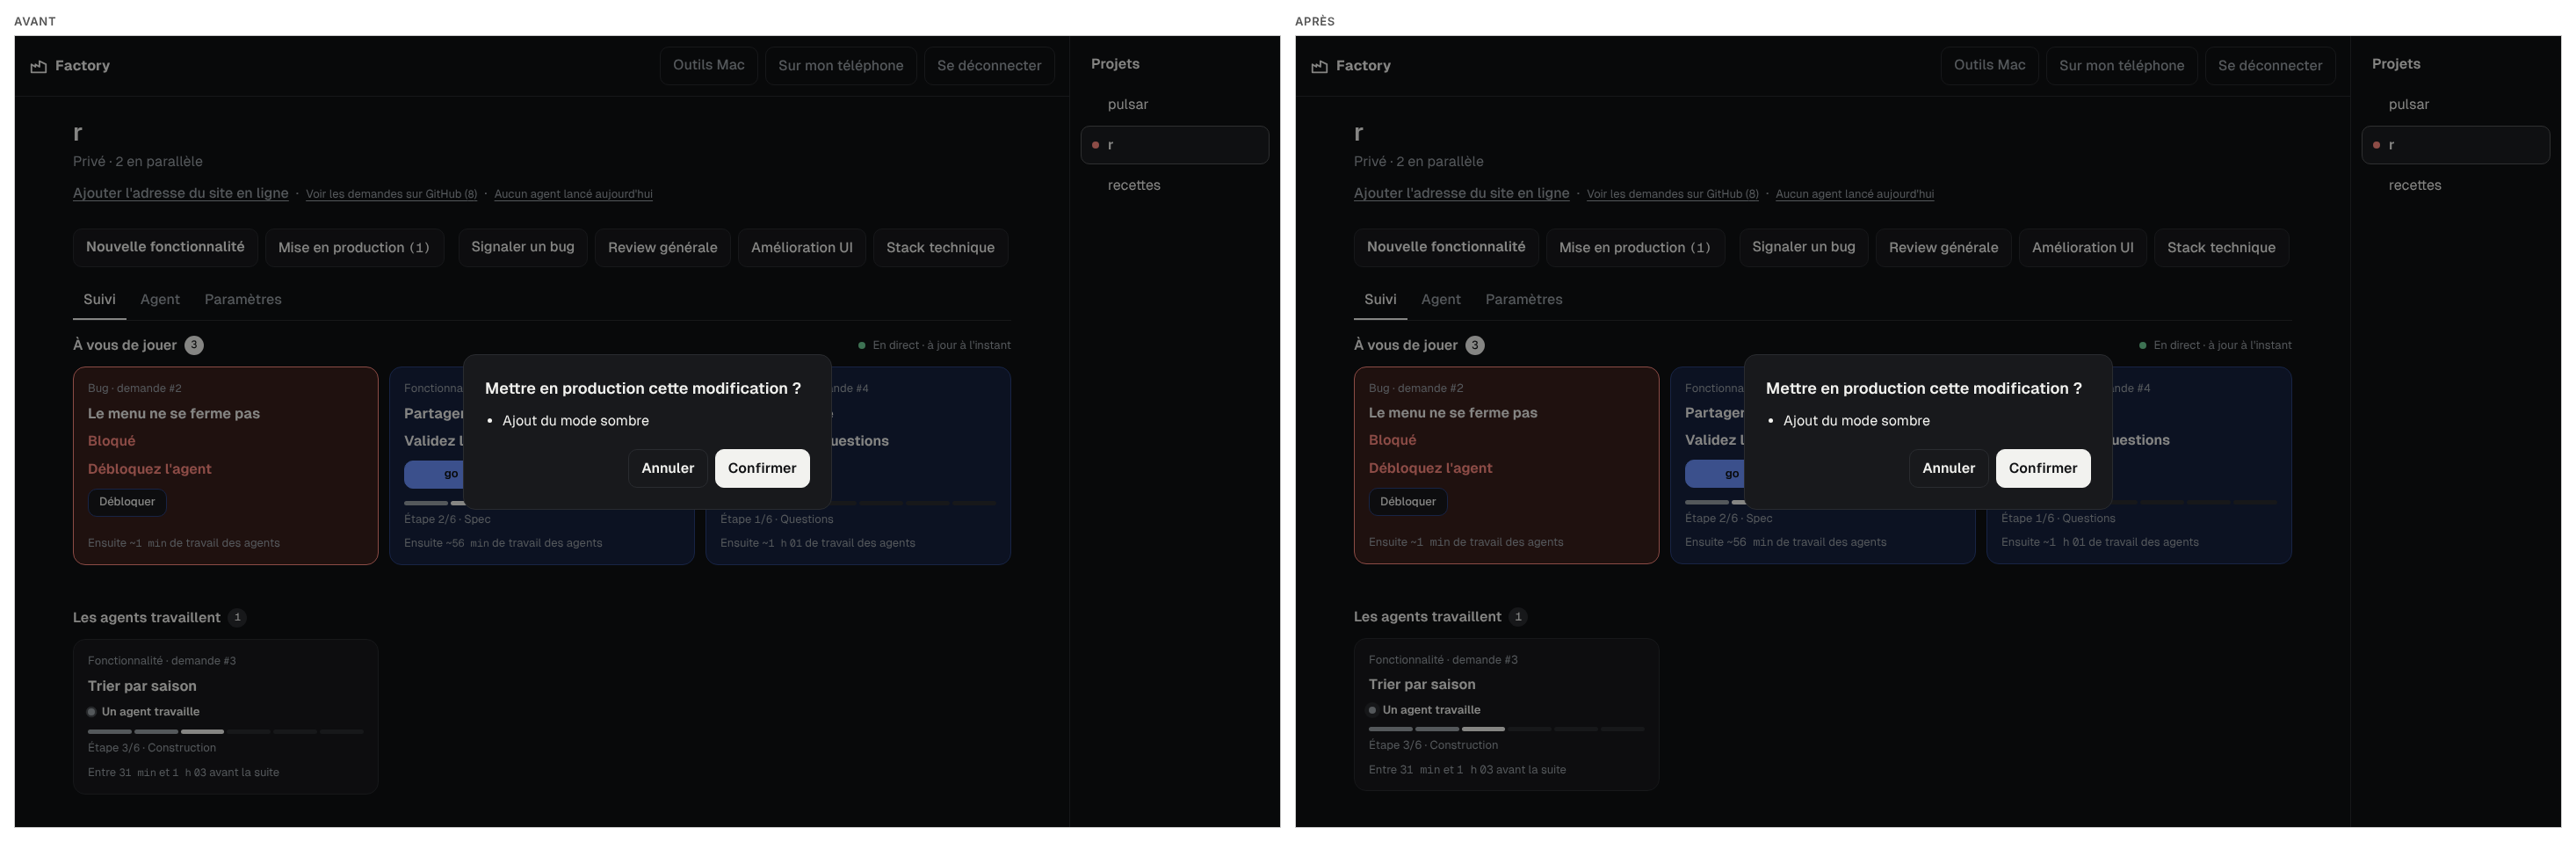 AVANT
Factory
Outils Mac
Sur mon téléphone
Se déconnecter
Projets
pulsar
r
recettes
r
Privé · 2 en parallèle
Ajouter l'adresse du site en ligne · Voir les demandes sur GitHub (8) · Aucun agent lancé aujourd'hui
Nouvelle fonctionnalité
Mise en production (1)
Signaler un bug
Review générale
Amélioration UI
Stack technique
Suivi
Agent
Paramètres
À vous de jouer 3
En direct · à jour à l'instant
Bug · demande #2
Le menu ne se ferme pas
Bloqué
Débloquez l'agent
Débloquer
Ensuite ~1 min de travail des agents
go
Étape 2/6 · Spec
Ensuite ~56 min de travail des agents
#4
Étape 1/6 · Questions
Ensuite ~1 h 01 de travail des agents
Mettre en production cette modification ?
• Ajout du mode sombre
Annuler
Confirmer
Les agents travaillent 1
Fonctionnalité · demande #3
Trier par saison
Un agent travaille
Étape 3/6 · Construction
Entre 31 min et 1 h 03 avant la suite
APRÈS
Factory
Outils Mac
Sur mon téléphone
Se déconnecter
Projets
pulsar
r
recettes
r
Privé · 2 en parallèle
Ajouter l'adresse du site en ligne · Voir les demandes sur GitHub (8) · Aucun agent lancé aujourd'hui
Nouvelle fonctionnalité
Mise en production (1)
Signaler un bug
Review générale
Amélioration UI
Stack technique
Suivi
Agent
Paramètres
À vous de jouer 3
En direct · à jour à l'instant
Bug · demande #2
Le menu ne se ferme pas
Bloqué
Débloquez l'agent
Débloquer
Ensuite ~1 min de travail des agents
go
Étape 2/6 · Spec
Ensuite ~56 min de travail des agents
#4
Étape 1/6 · Questions
Ensuite ~1 h 01 de travail des agents
Mettre en production cette modification ?
• Ajout du mode sombre
Annuler
Confirmer
Les agents travaillent 1
Fonctionnalité · demande #3
Trier par saison
Un agent travaille
Étape 3/6 · Construction
Entre 31 min et 1 h 03 avant la suite